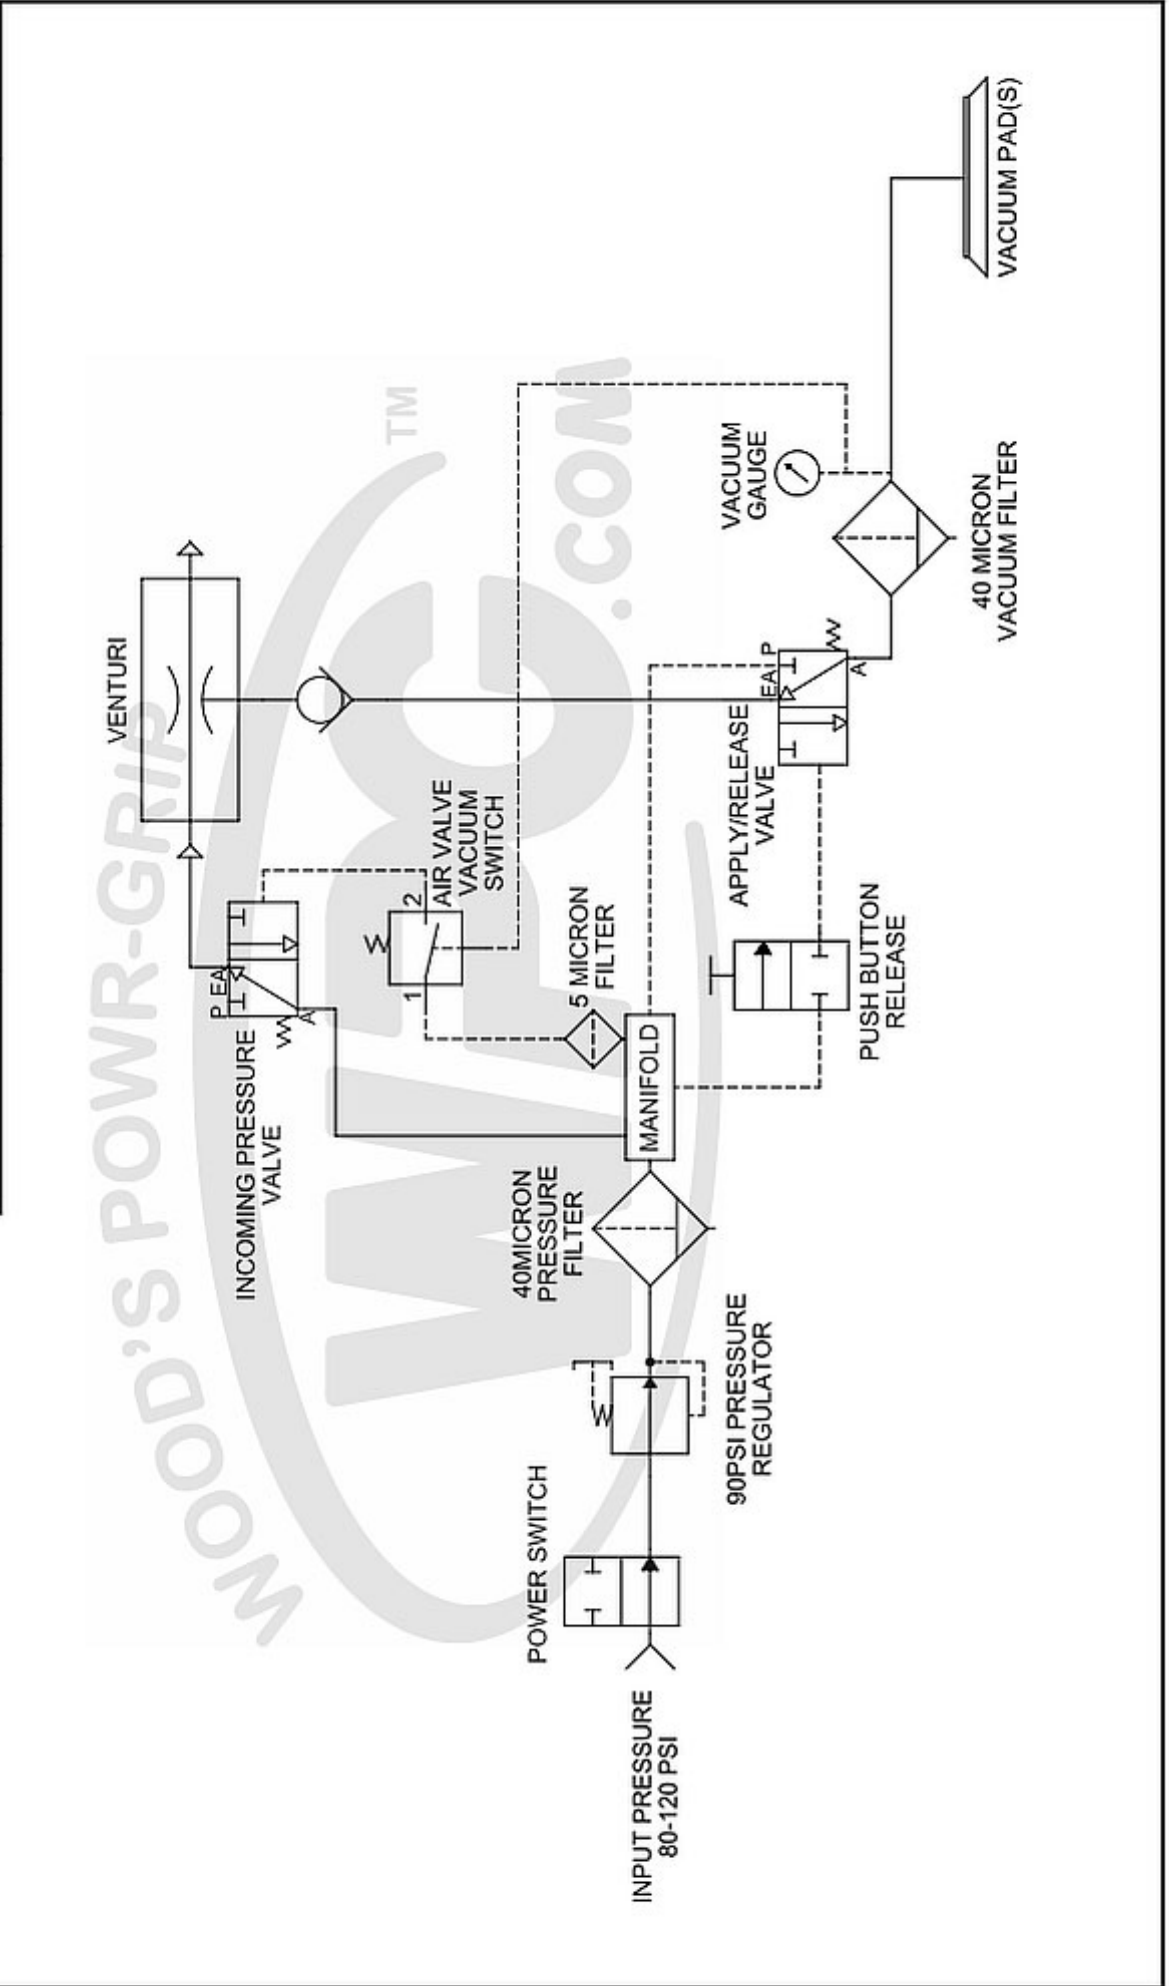 VENTURI
INCOMING PRESSURE
VALVE
P
EA
A
AIR VALVE
VACUUM
SWITCH
1
2
5 MICRON
FILTER
MANIFOLD
40MICRON
PRESSURE
FILTER
POWER SWITCH
INPUT PRESSURE
80-120 PSI
90PSI PRESSURE
REGULATOR
PUSH BUTTON
RELEASE
APPLY/RELEASE
VALVE
EA
P
A
VACUUM
GAUGE
40 MICRON
VACUUM FILTER
VACUUM PAD(S)
WOOD'S POWR-GRIP
WPG.COM
TM